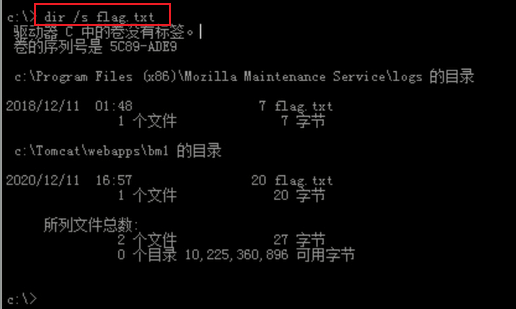 c:\> dir /s flag.txt
驱动器 C 中的卷没有标签。
卷的序列号是 5C89-ADE9
c:\Program Files (x86)\Mozilla Maintenance Service\logs 的目录
2018/12/11  01:48                 7 flag.txt
1 个文件              7 字节
c:\Tomcat\webapps\bm1 的目录
2020/12/11  16:57                20 flag.txt
1 个文件             20 字节
所列文件总数:
2 个文件             27 字节
0 个目录 10,225,360,896 可用字节
c:\>